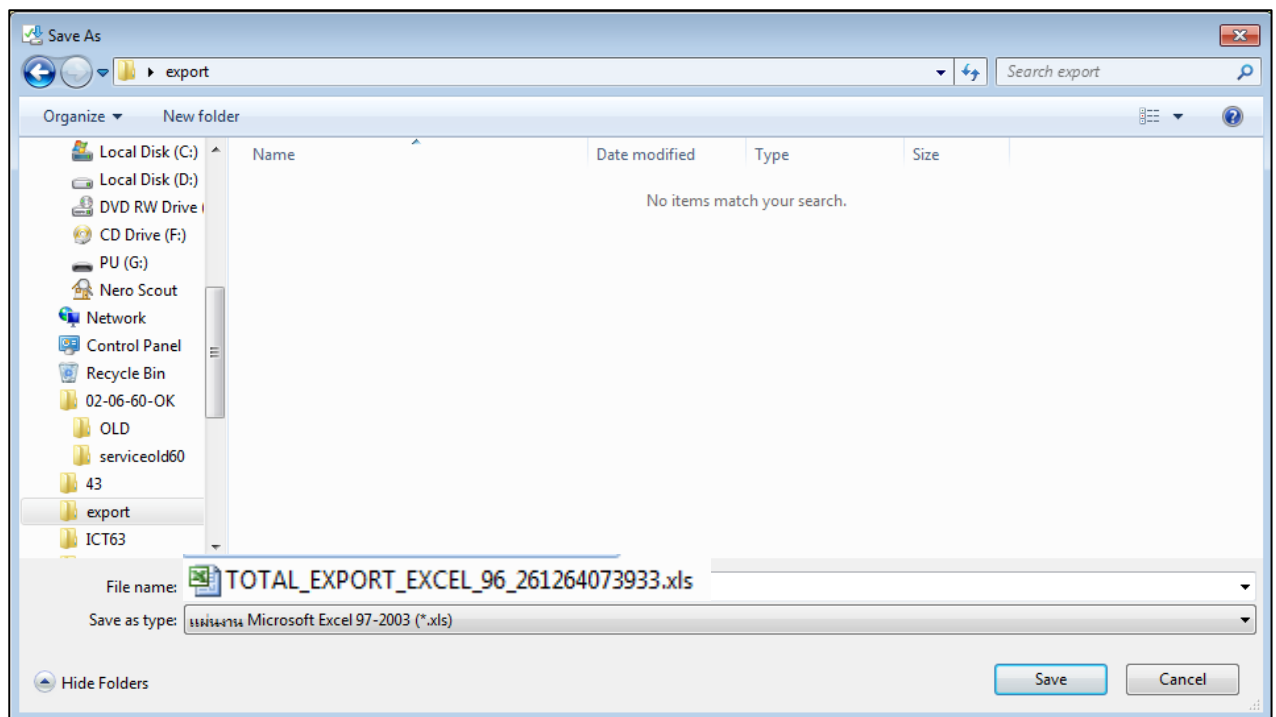 Save As
export
Search export
Organize New folder
Name Date modified Type Size
No items match your search.
Local Disk (C:)
Local Disk (D:)
DVD RW Drive (
CD Drive (F:)
PU (G:)
Nero Scout
Network
Control Panel
Recycle Bin
02-06-60-OK
OLD
serviceold60
43
export
ICT63
File name: TOTAL_EXPORT_EXCEL_96_261264073933.xls
Save as type: แผ่นงาน Microsoft Excel 97-2003 (*.xls)
Hide Folders Save Cancel